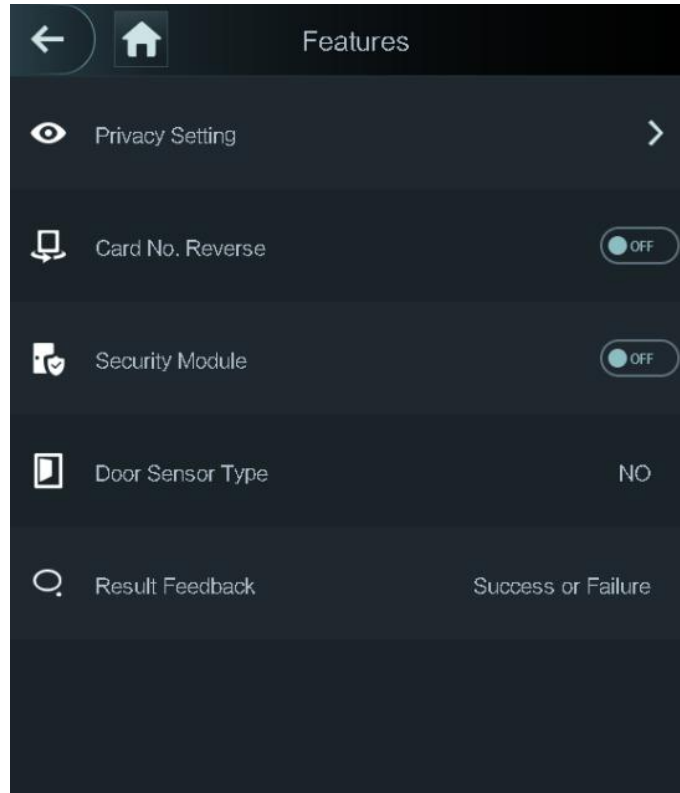 Features
Privacy Setting
Card No. Reverse
OFF
Security Module
OFF
Door Sensor Type
NO
Result Feedback
Success or Failure